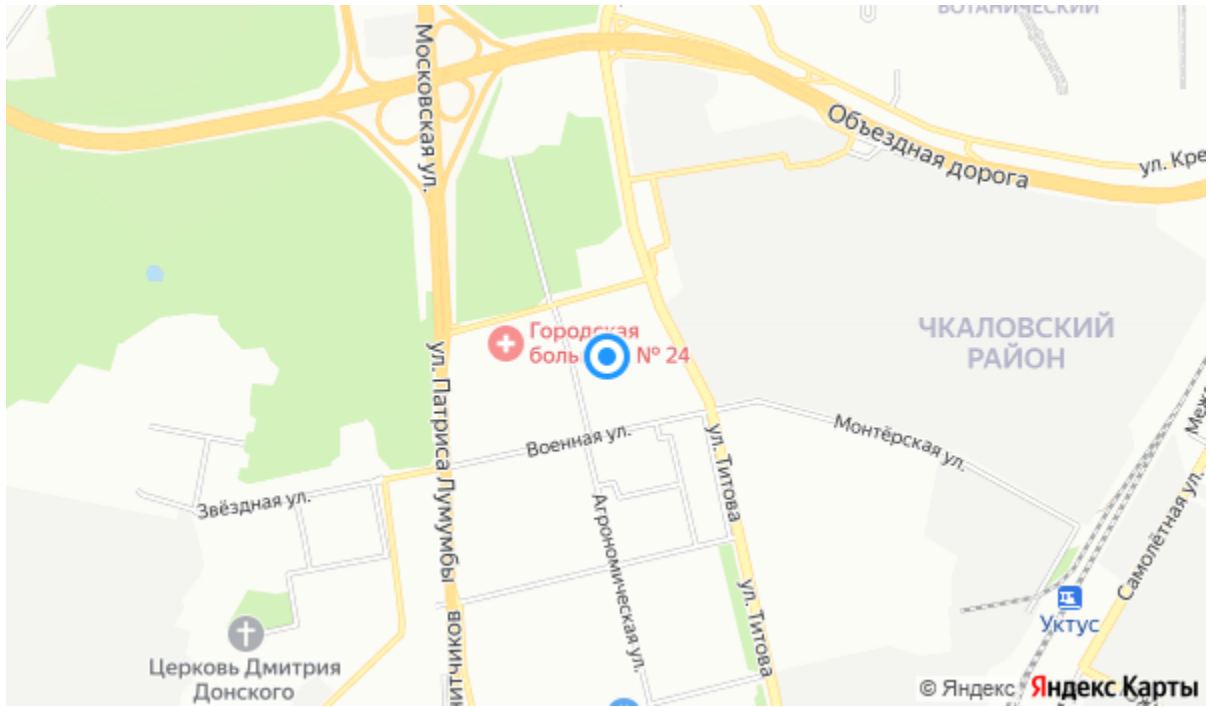 БОТАНИЧЕСКИЙ
Московская ул.
Объездная дорога
ул. Кре
Городская
боль № 24
ЧКАЛОВСКИЙ
РАЙОН
ул. Патриса Лумумбы
Военная ул.
ул. Титова
Монтёрская ул.
Меж
Звёздная ул.
Агрономическая ул.
Самолётная ул.
ул. Титова
Уктус
Церковь Дмитрия
Донского
© Яндекс Яндекс Карты